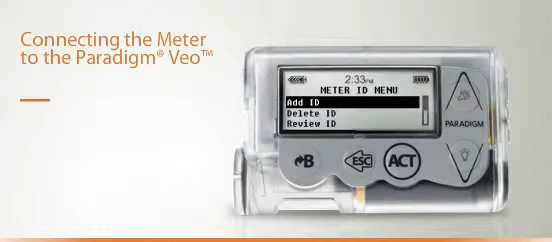 Connecting the Meter
to the Paradigm® Veo™
2:33PM
METER ID MENU
Add ID
Delete ID
Review ID
PARADIGM
B
ESC
ACT